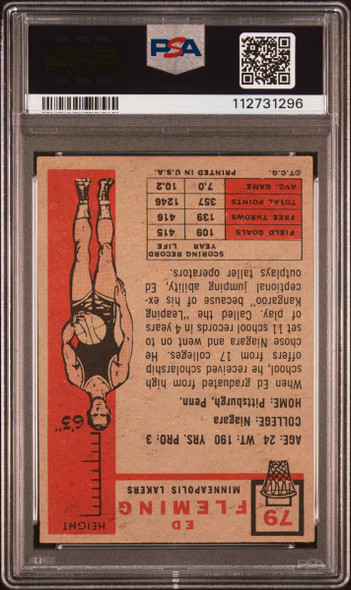 PSA
112731296
79
ED
FLEMING
MINNEAPOLIS LAKERS
HEIGHT
6'3"
AGE: 24 WT: 190 YRS. PRO: 3
COLLEGE: Niagara
HOME: Pittsburgh, Penn.
When Ed graduated from high
school, he received scholarship
offers from 17 colleges. He
chose Niagara and went on to
set 11 school records in 4 years
of play. Called the "Leaping
Kangaroo" because of his ex-
ceptional jumping ability, Ed
outplays taller operators.
SCORING RECORD YEAR LIFE
FIELD GOALS 109 415
FREE THROWS 139 416
TOTAL POINTS 357 1246
AVG. GAME 7.0 10.2
©T.C.G. PRINTED IN U.S.A.